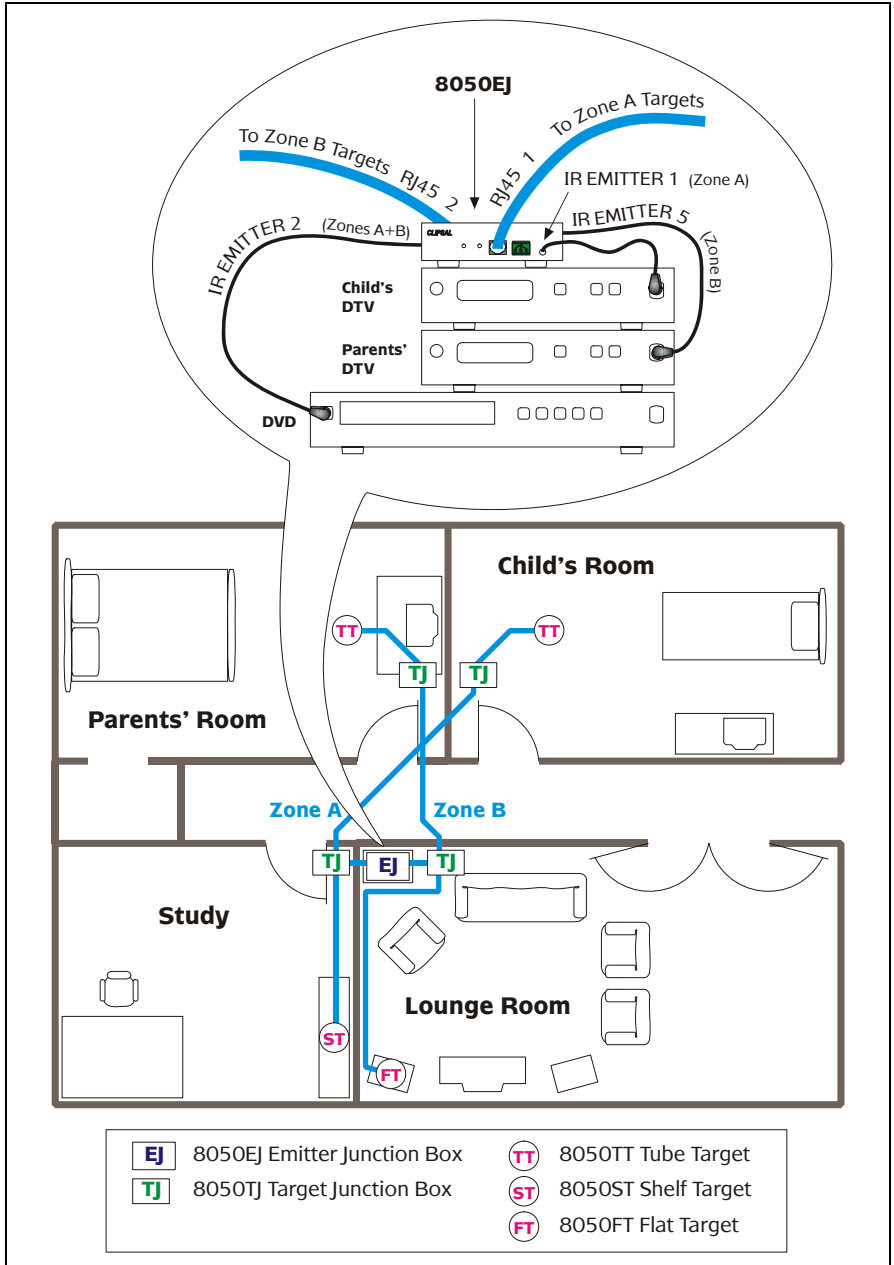 8050EJ
To Zone B Targets
RJ45 2
RJ45 1
To Zone A Targets
IR EMITTER 1 (Zone A)
IR EMITTER 2 (Zones A+B)
IR EMITTER 5
(Zone B)
CLIPSAL
Child's
DTV
Parents'
DTV
DVD
Child's Room
TT
TT
TJ
TJ
Parents' Room
Zone A
Zone B
TJ
EJ
TJ
Study
Lounge Room
ST
FT
EJ 8050EJ Emitter Junction Box
TJ 8050TJ Target Junction Box
TT 8050TT Tube Target
ST 8050ST Shelf Target
FT 8050FT Flat Target